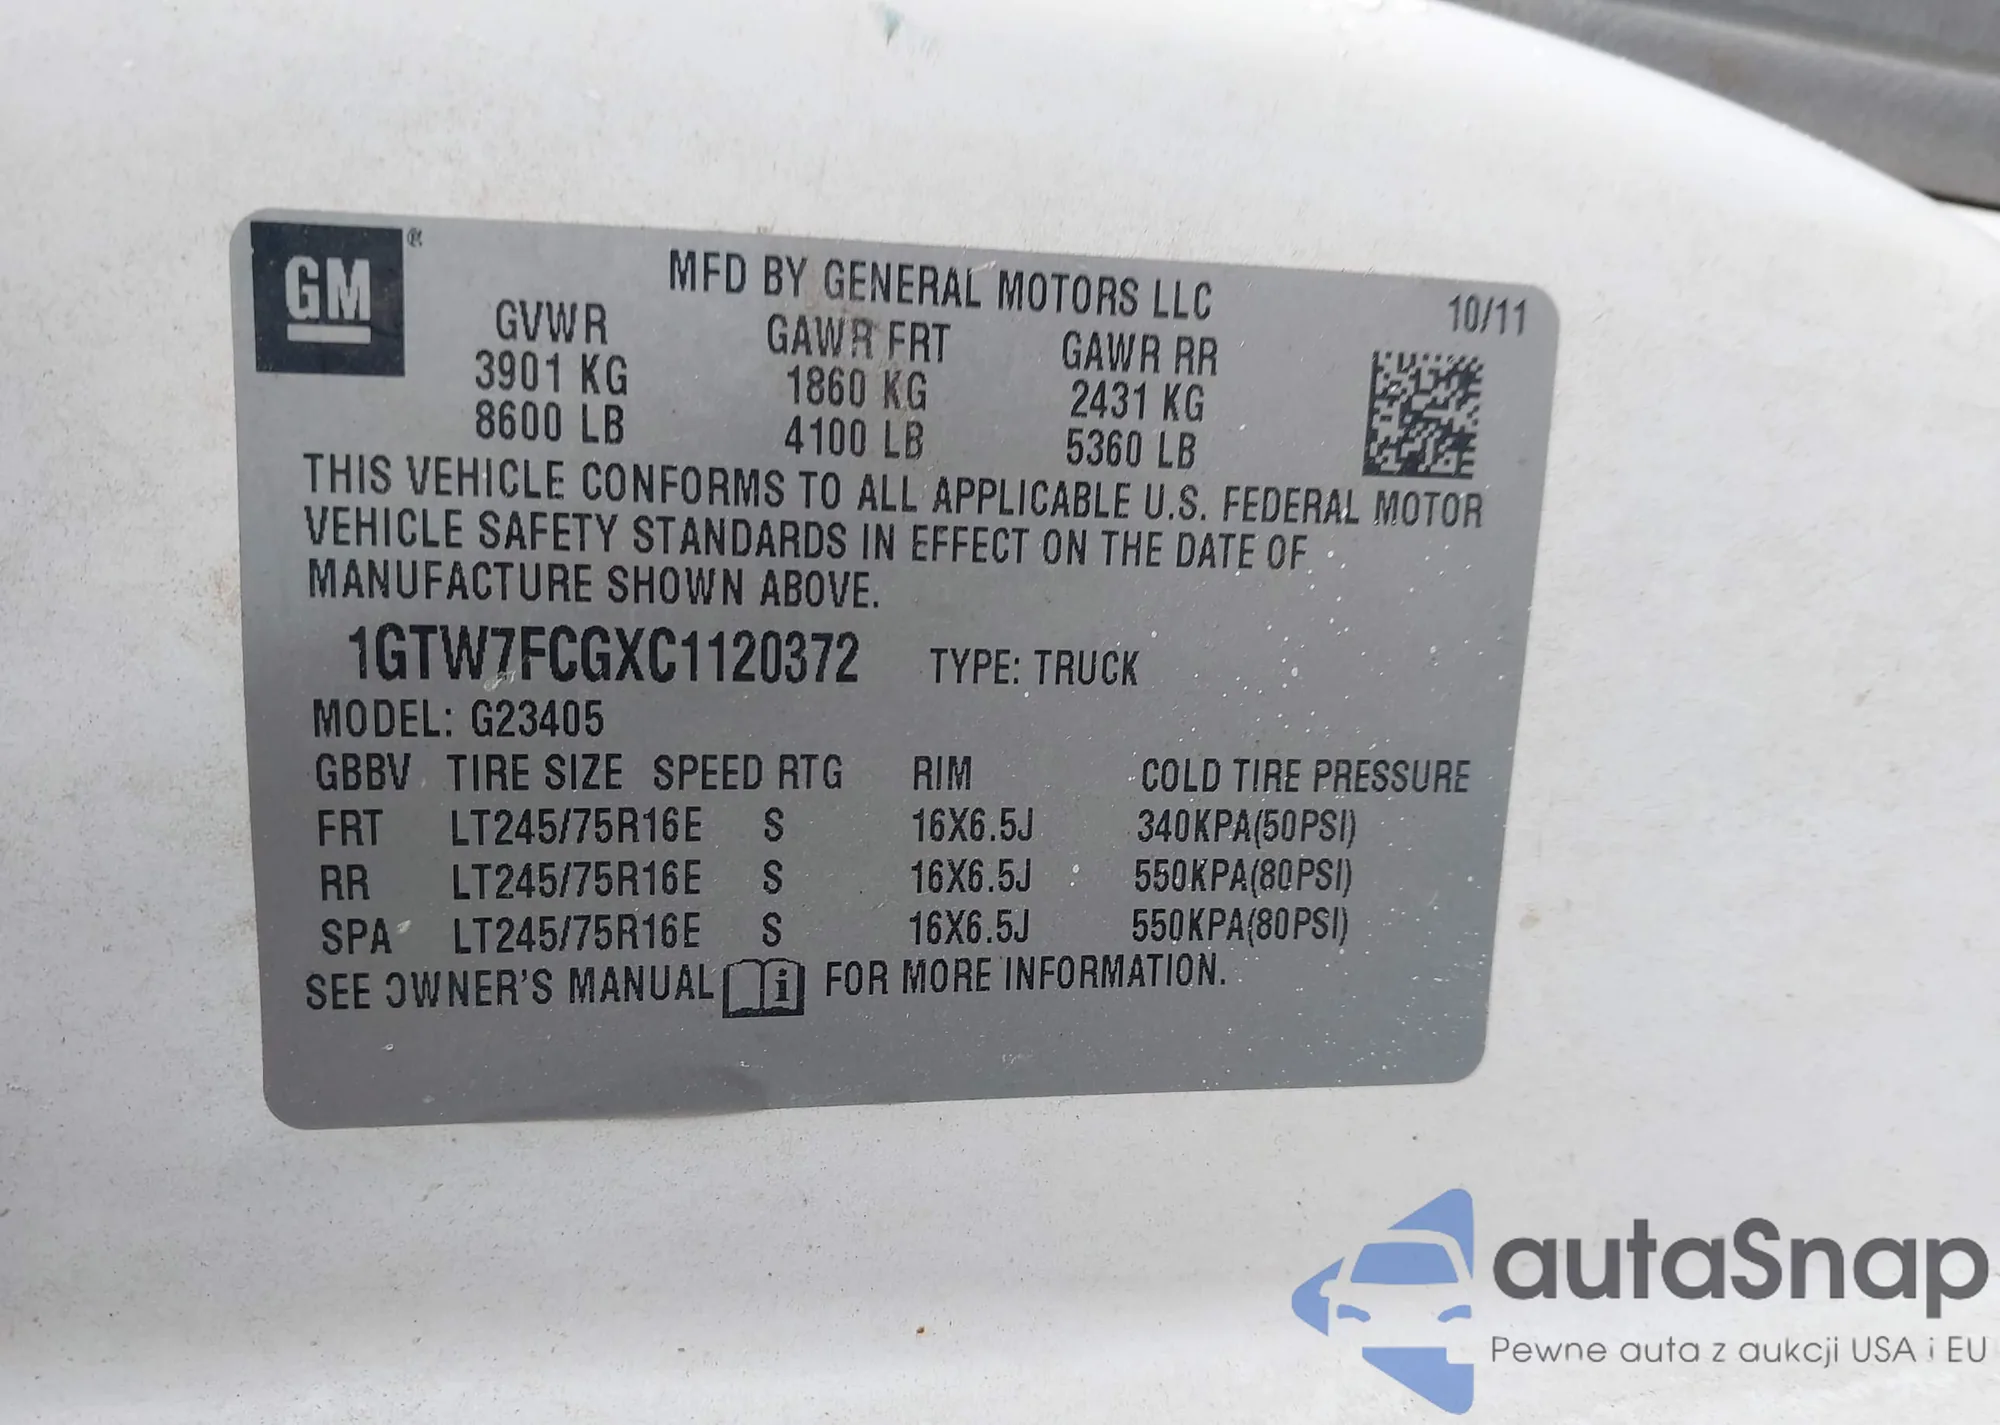 GM®
MFD BY GENERAL MOTORS LLC 10/11
GVWR GAWR FRT GAWR RR
3901 KG 1860 KG 2431 KG
8600 LB 4100 LB 5360 LB
THIS VEHICLE CONFORMS TO ALL APPLICABLE U.S. FEDERAL MOTOR
VEHICLE SAFETY STANDARDS IN EFFECT ON THE DATE OF
MANUFACTURE SHOWN ABOVE.
1GTW7FCGXC1120372 TYPE: TRUCK
MODEL: G23405
GBBV TIRE SIZE SPEED RTG RIM COLD TIRE PRESSURE
FRT LT245/75R16E S 16X6.5J 340KPA(50PSI)
RR LT245/75R16E S 16X6.5J 550KPA(80PSI)
SPA LT245/75R16E S 16X6.5J 550KPA(80PSI)
SEE OWNER'S MANUAL i FOR MORE INFORMATION.
autaSnap
Pewne auta z aukcji USA i EU